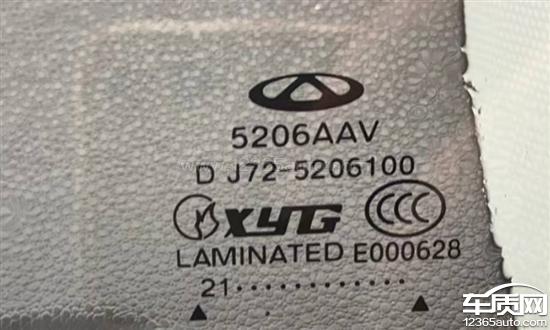 5206AAV
D J72-5206100
XYG CCC
LAMINATED E000628
21............
车质网
12365auto.com